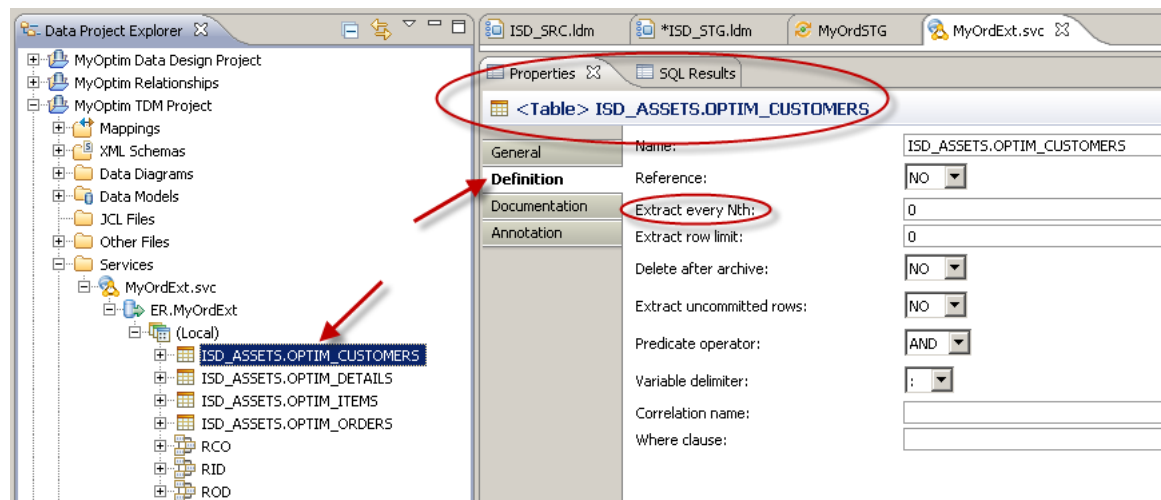 Data Project Explorer
MyOptim Data Design Project
MyOptim Relationships
MyOptim TDM Project
Mappings
XML Schemas
Data Diagrams
Data Models
JCL Files
Other Files
Services
MyOrdExt.svc
ER.MyOrdExt
(Local)
ISD_ASSETS.OPTIM_CUSTOMERS
ISD_ASSETS.OPTIM_DETAILS
ISD_ASSETS.OPTIM_ITEMS
ISD_ASSETS.OPTIM_ORDERS
RCO
RID
ROD
ISD_SRC.ldm *ISD_STG.ldm MyOrdSTG MyOrdExt.svc
Properties SQL Results
<Table> ISD_ASSETS.OPTIM_CUSTOMERS
General
Definition
Documentation
Annotation
Name: ISD_ASSETS.OPTIM_CUSTOMERS
Reference: NO
Extract every Nth: 0
Extract row limit: 0
Delete after archive: NO
Extract uncommitted rows: NO
Predicate operator: AND
Variable delimiter: :
Correlation name:
Where clause: